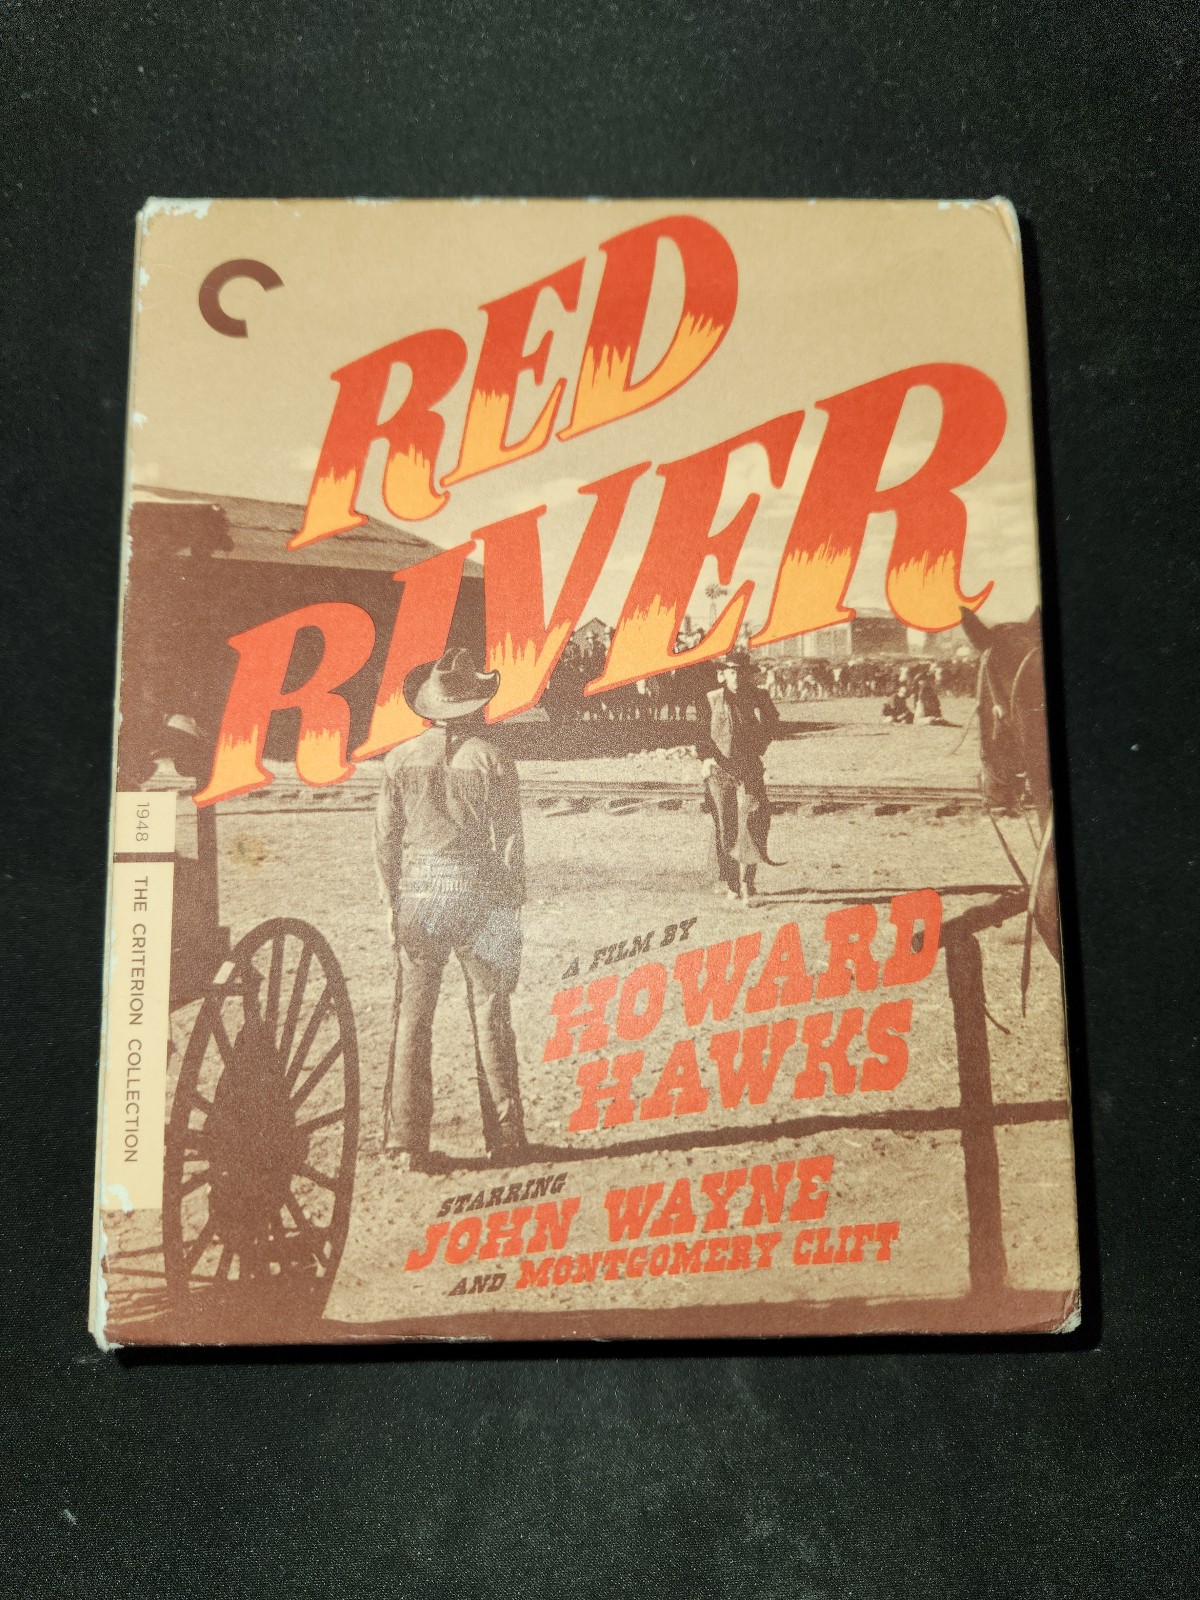 RED
RIVER
1948
THE CRITERION COLLECTION
A FILM BY
HOWARD
HAWKS
STARRING
JOHN WAYNE
AND MONTGOMERY CLIFT